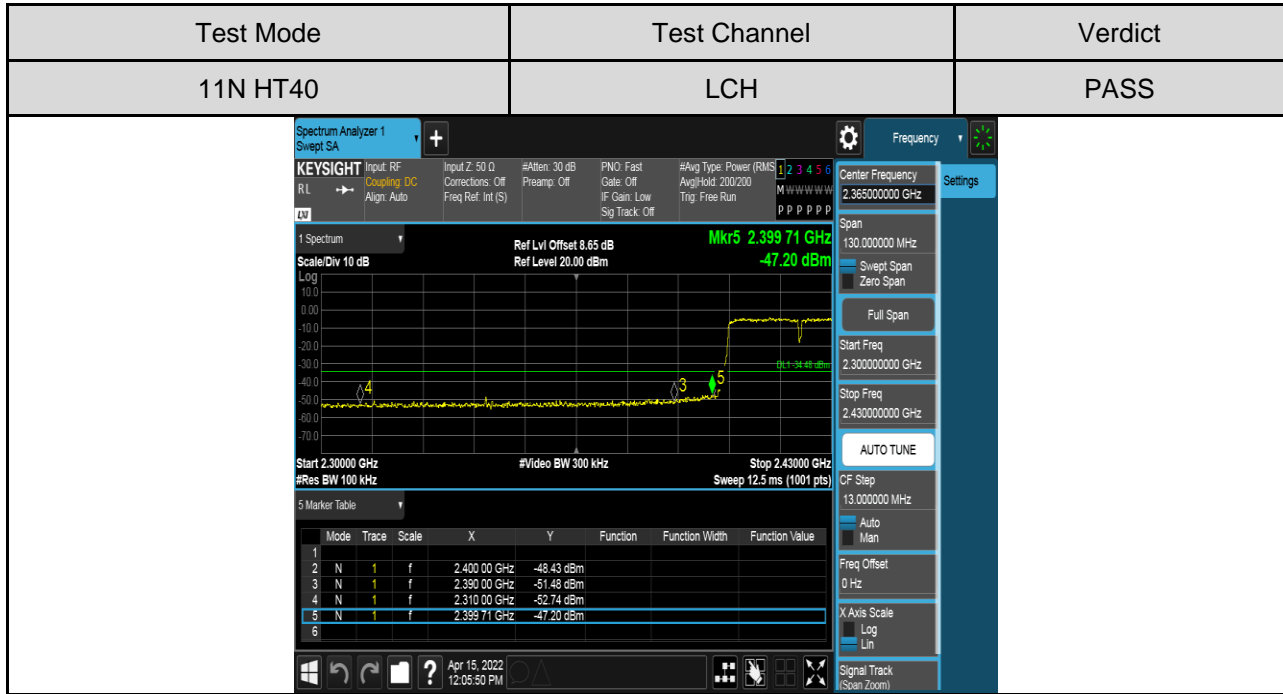 Test Mode Test Channel Verdict
11N HT40 LCH PASS
Spectrum Analyzer 1
Swept SA
+
Frequency
KEYSIGHT Input: RF Input Z: 50 Ω #Atten: 30 dB PNO: Fast #Avg Type: Power (RMS 1 2 3 4 5 6
RL Coupling: DC Corrections: Off Preamp: Off Gate: Off Avg|Hold: 200/200 M W W W W W
Align: Auto Freq Ref: Int (S) IF Gain: Low Trig: Free Run
LXI Sig Track: Off P P P P P P
1 Spectrum Ref Lvl Offset 8.65 dB Mkr5 2.399 71 GHz
Scale/Div 10 dB Ref Level 20.00 dBm -47.20 dBm
Log
10.0
0.00
-10.0
-20.0
-30.0 DL1 -34.48 dBm
-40.0
4 3 5
-50.0
-60.0
-70.0
Start 2.30000 GHz #Video BW 300 kHz Stop 2.43000 GHz
#Res BW 100 kHz Sweep 12.5 ms (1001 pts)
5 Marker Table
Mode Trace Scale X Y Function Function Width Function Value
1
2 N 1 f 2.400 00 GHz -48.43 dBm
3 N 1 f 2.390 00 GHz -51.48 dBm
4 N 1 f 2.310 00 GHz -52.74 dBm
5 N 1 f 2.399 71 GHz -47.20 dBm
6
? Apr 15, 2022
12:05:50 PM
Center Frequency
2.365000000 GHz
Settings
Span
130.000000 MHz
Swept Span
Zero Span
Full Span
Start Freq
2.300000000 GHz
Stop Freq
2.430000000 GHz
AUTO TUNE
CF Step
13.000000 MHz
Auto
Man
Freq Offset
0 Hz
X Axis Scale
Log
Lin
Signal Track
(Span Zoom)